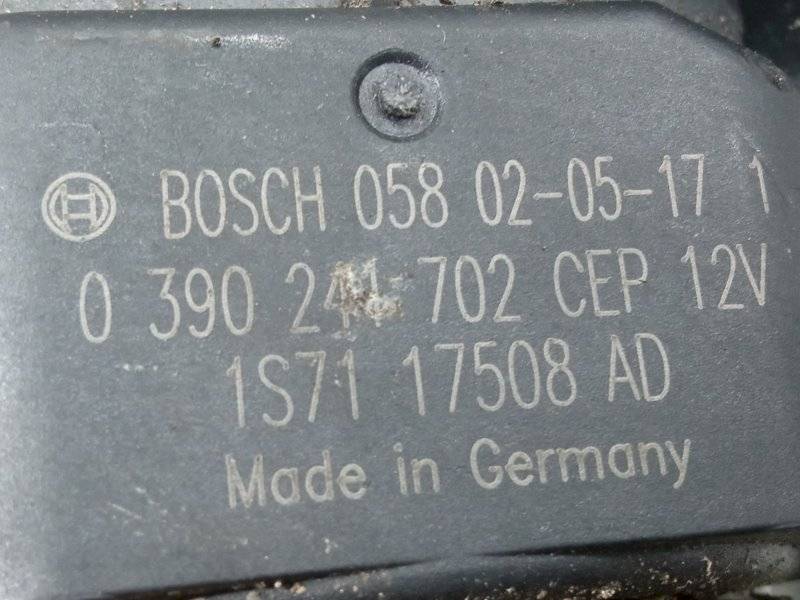 BOSCH 058 02-05-17 1
0 390 241 702 CEP 12V
1S71 17508 AD
Made in Germany